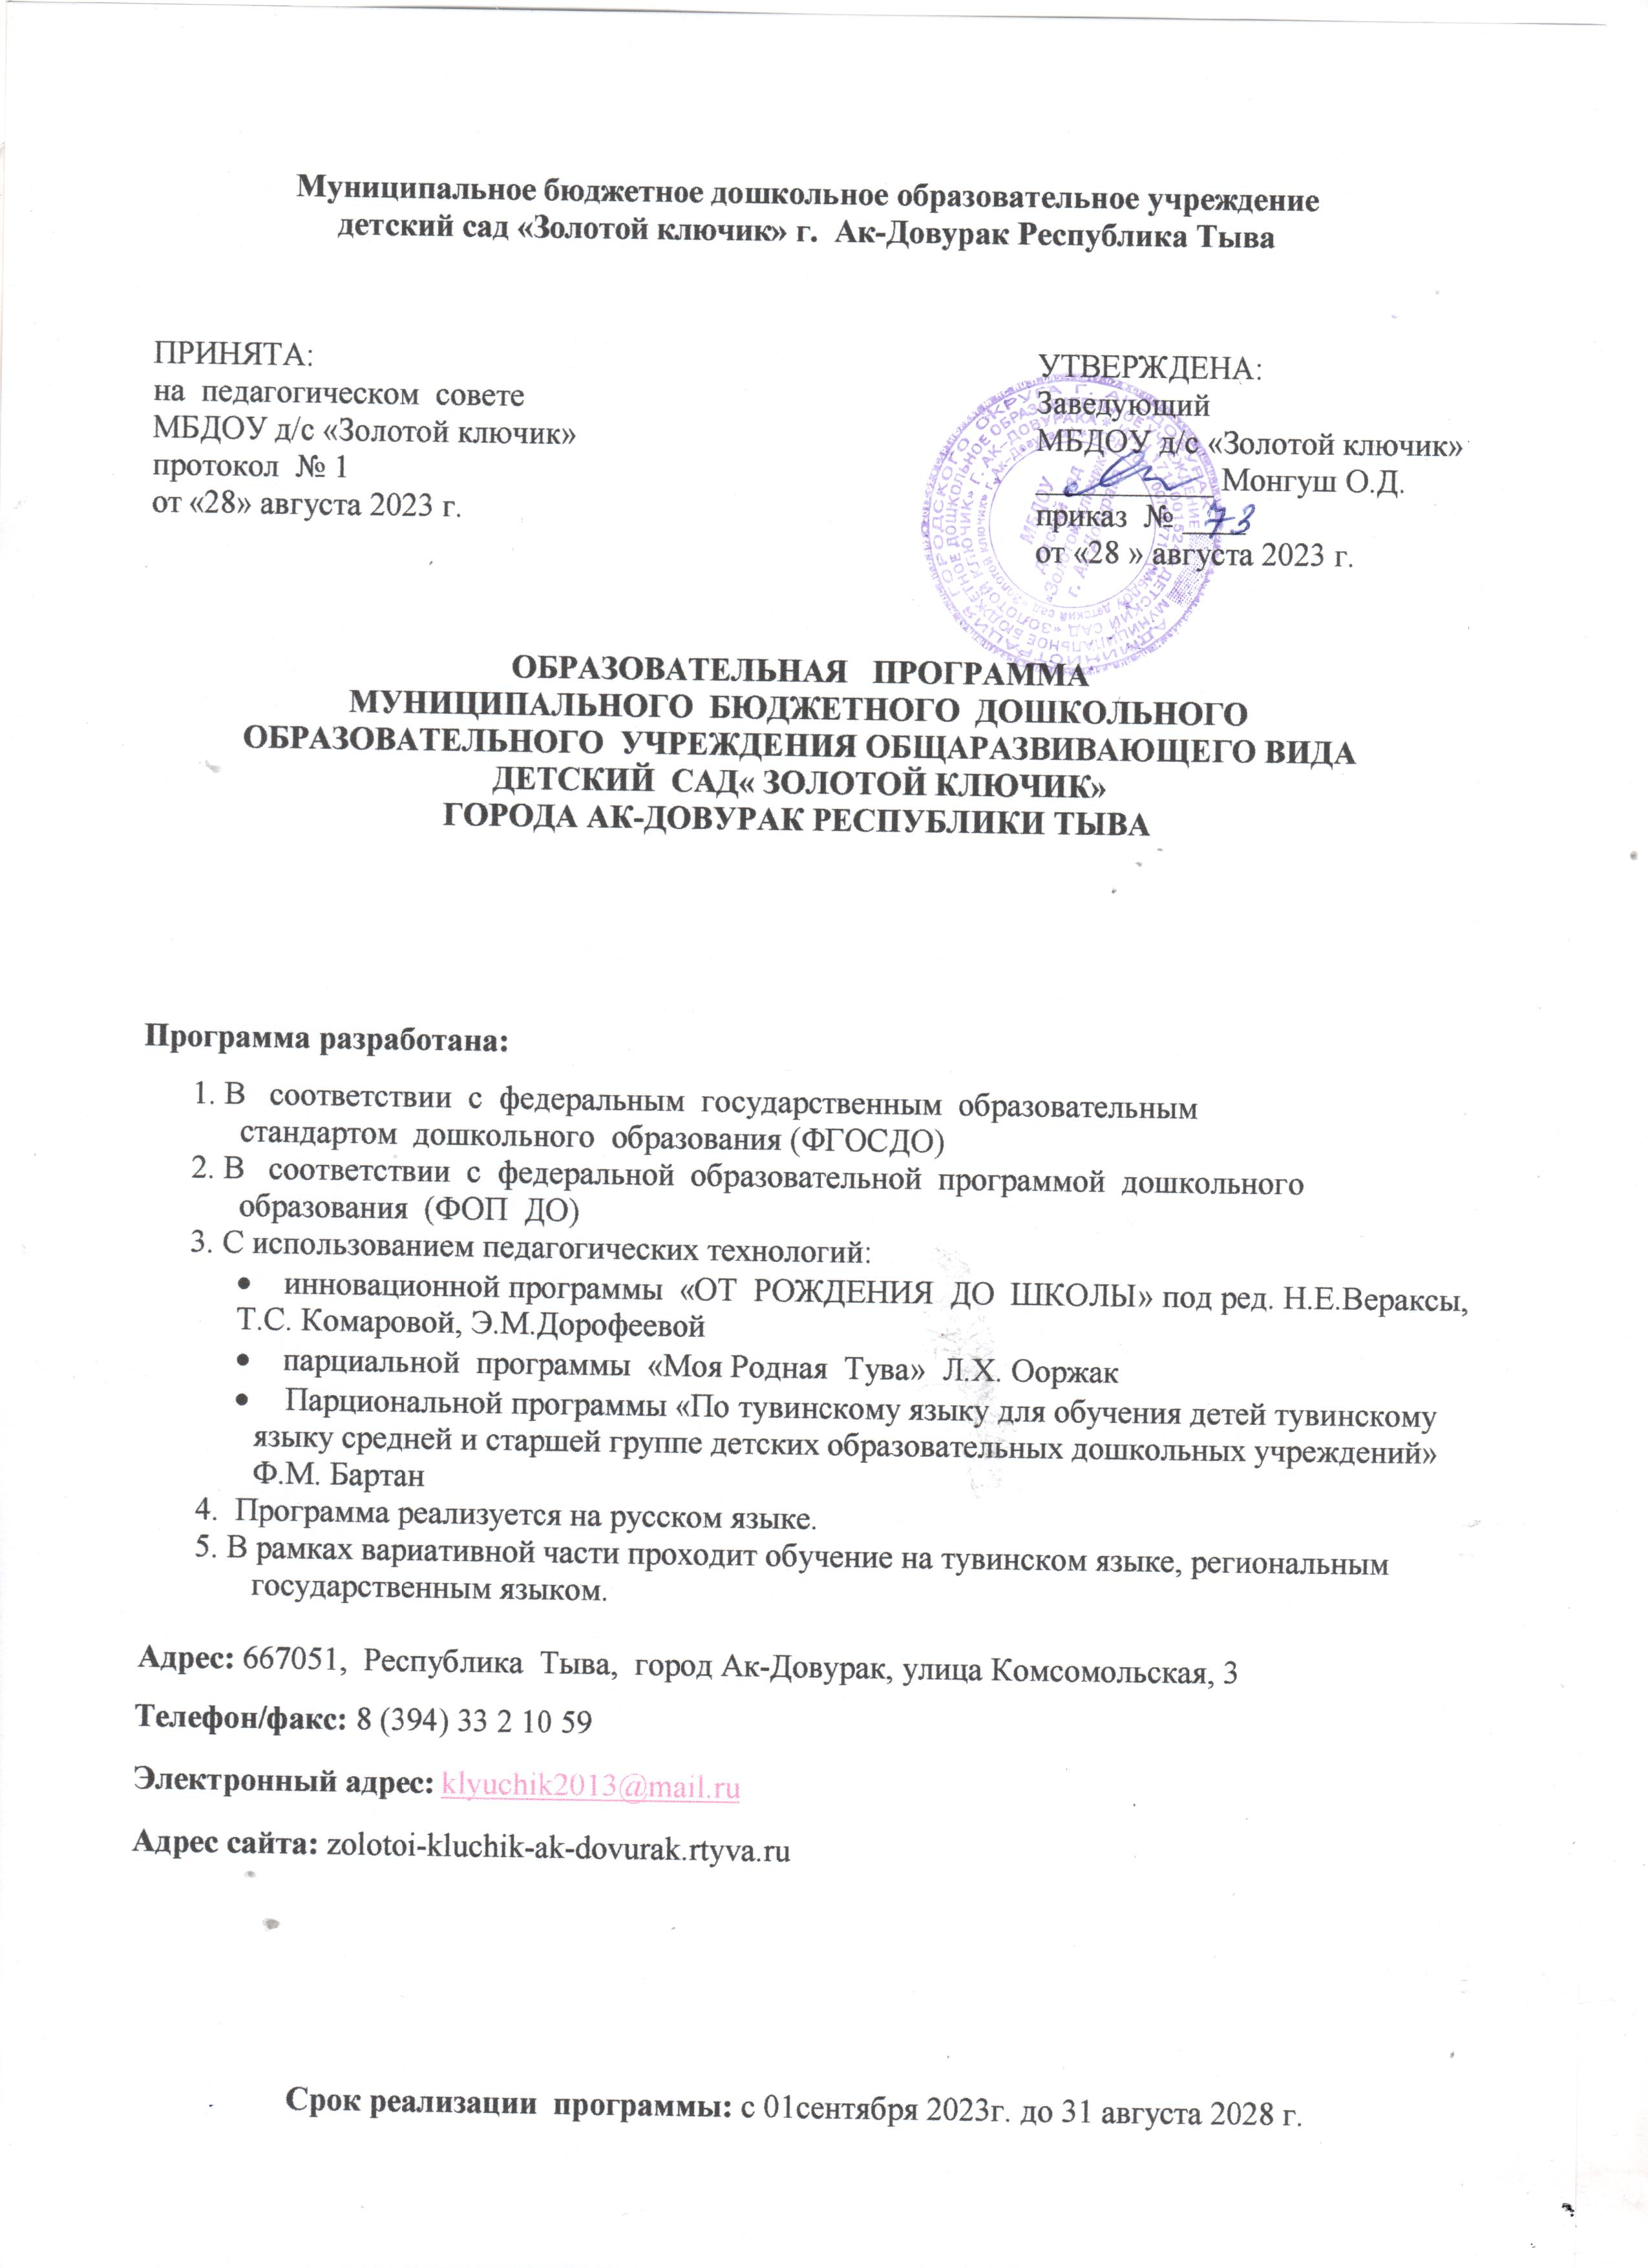 Муниципальное бюджетное дошкольное образовательное учреждение
детский сад «Золотой ключик» г. Ак-Довурак Республика Тыва
ПРИНЯТА:
на педагогическом совете
МБДОУ д/с «Золотой ключик»
протокол № 1
от «28» августа 2023 г.
УТВЕРЖДЕНА:
Заведующий
МБДОУ д/с «Золотой ключик»
Монгуш О.Д.
приказ № 73
от «28 » августа 2023 г.
МБДОУ
ОБРАЗОВАТЕЛЬНАЯ ПРОГРАММА
МУНИЦИПАЛЬНОГО БЮДЖЕТНОГО ДОШКОЛЬНОГО
ОБРАЗОВАТЕЛЬНОГО УЧРЕЖДЕНИЯ ОБЩАРАЗВИВАЮЩЕГО ВИДА
ДЕТСКИЙ САД« ЗОЛОТОЙ КЛЮЧИК»
ГОРОДА АК-ДОВУРАК РЕСПУБЛИКИ ТЫВА
Программа разработана:
1. В соответствии с федеральным государственным образовательным
стандартом дошкольного образования (ФГОСДО)
2. В соответствии с федеральной образовательной программой дошкольного
образования (ФОП ДО)
3. С использованием педагогических технологий:
• инновационной программы «ОТ РОЖДЕНИЯ ДО ШКОЛЫ» под ред. Н.Е.Вераксы,
Т.С. Комаровой, Э.М.Дорофеевой
• парциальной программы «Моя Родная Тува» Л.Х. Ооржак
• Парциональной программы «По тувинскому языку для обучения детей тувинскому
языку средней и старшей группе детских образовательных дошкольных учреждений»
Ф.М. Бартан
4. Программа реализуется на русском языке.
5. В рамках вариативной части проходит обучение на тувинском языке, региональным
государственным языком.
Адрес: 667051, Республика Тыва, город Ак-Довурак, улица Комсомольская, 3
Телефон/факс: 8 (394) 33 2 10 59
Электронный адрес: klyuchik2013@mail.ru
Адрес сайта: zolotoi-kluchik-ak-dovurak.rtyva.ru
Срок реализации программы: с 01сентября 2023г. до 31 августа 2028 г.